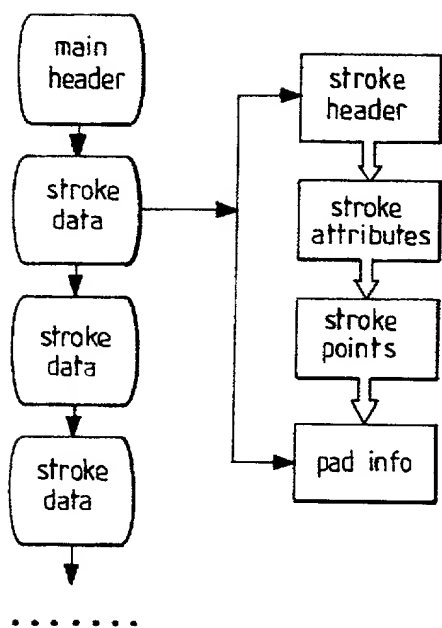 main
header
stroke
data
stroke
data
stroke
data
.......
stroke
header
stroke
attributes
stroke
points
pad info